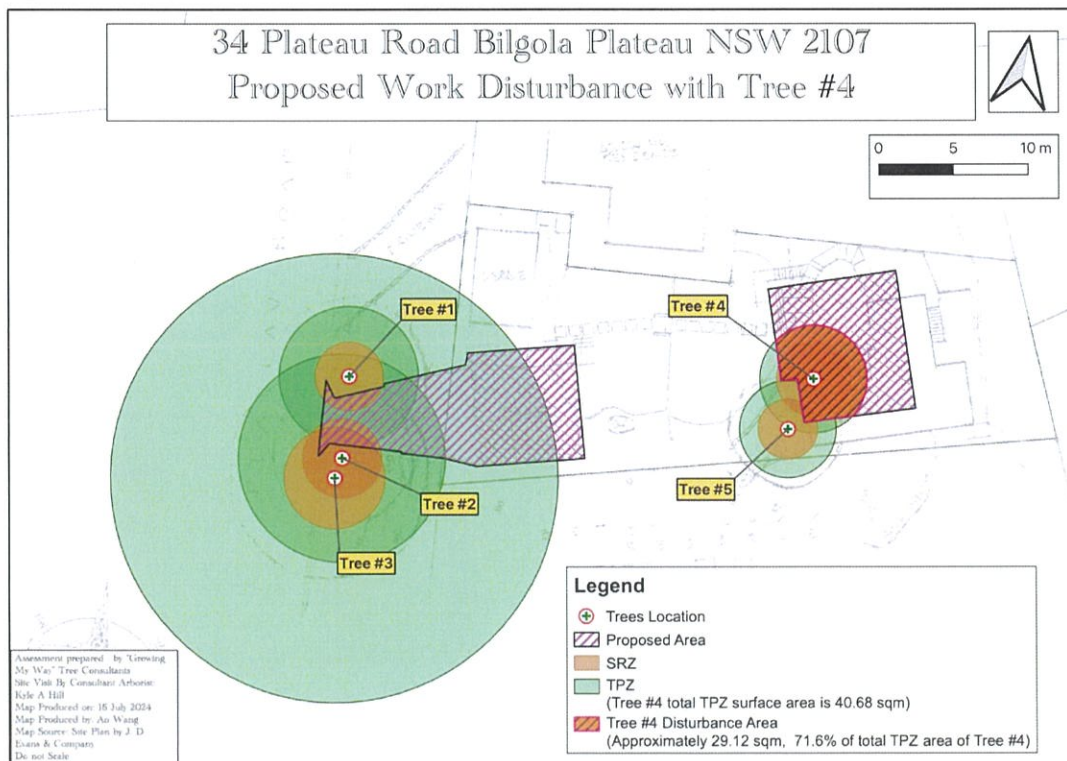 34 Plateau Road Bilgola Plateau NSW 2107
Proposed Work Disturbance with Tree #4
0 5 10 m
Tree #1
Tree #4
Tree #2
Tree #5
Tree #3
Legend
Trees Location
Proposed Area
SRZ
TPZ
(Tree #4 total TPZ surface area is 40.68 sqm)
Tree #4 Disturbance Area
(Approximately 29.12 sqm, 71.6% of total TPZ area of Tree #4)
Assessment prepared by "Growing
My Way" Tree Consultants
Site Visit By Consultant Arborist:
Kyle A Hill
Map Produced on: 16 July 2024
Map Produced by: An Wang
Map Source: Site Plan by J. D
Evans & Company
Do not Scale